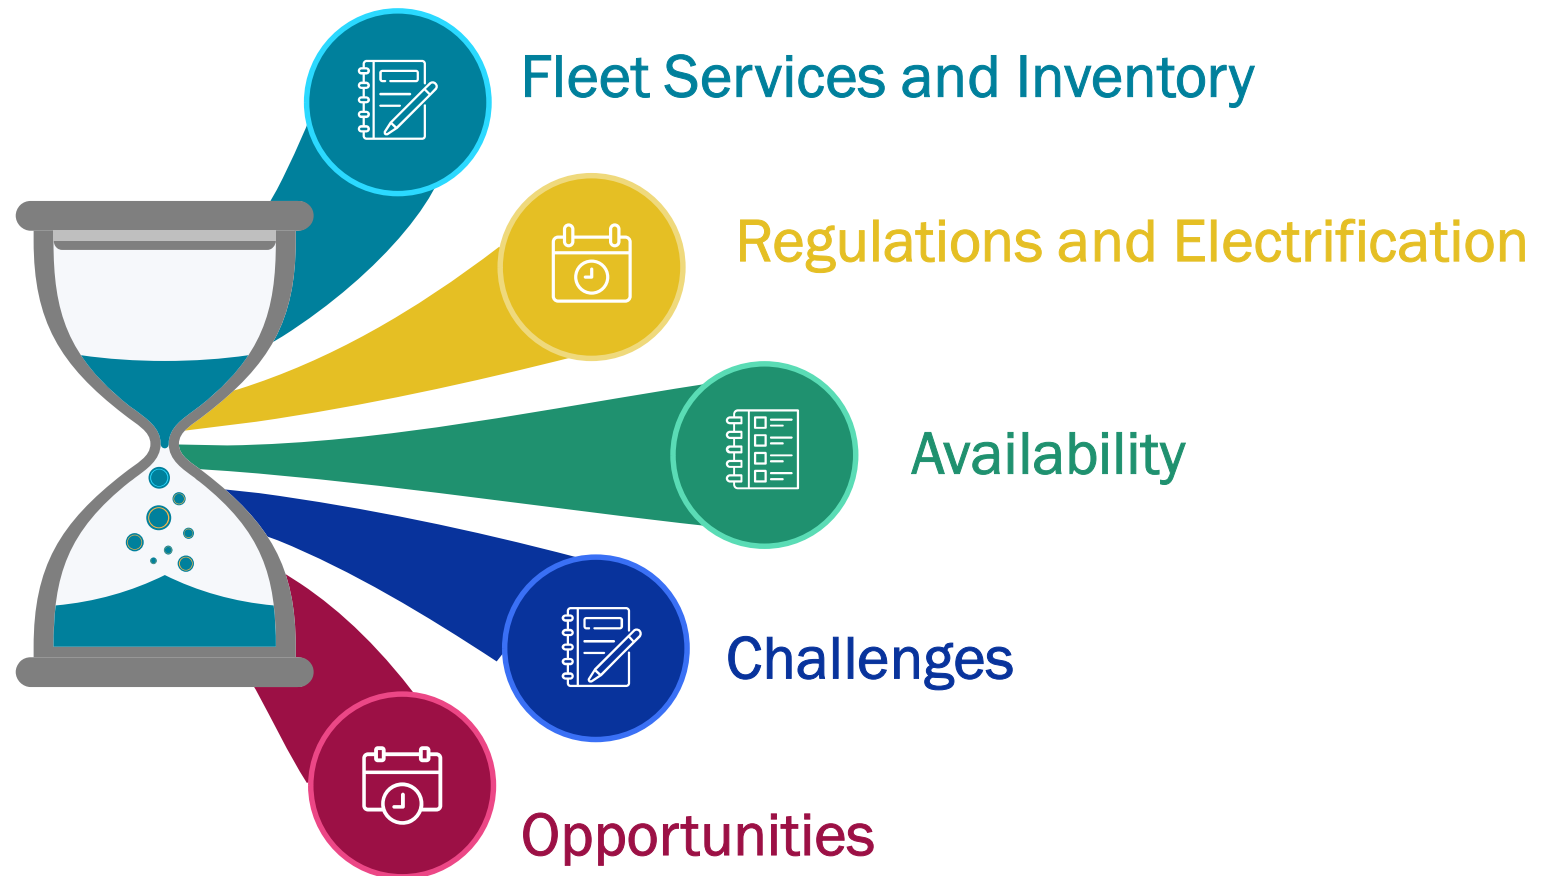 Fleet Services and Inventory
Regulations and Electrification
Availability
Challenges
Opportunities